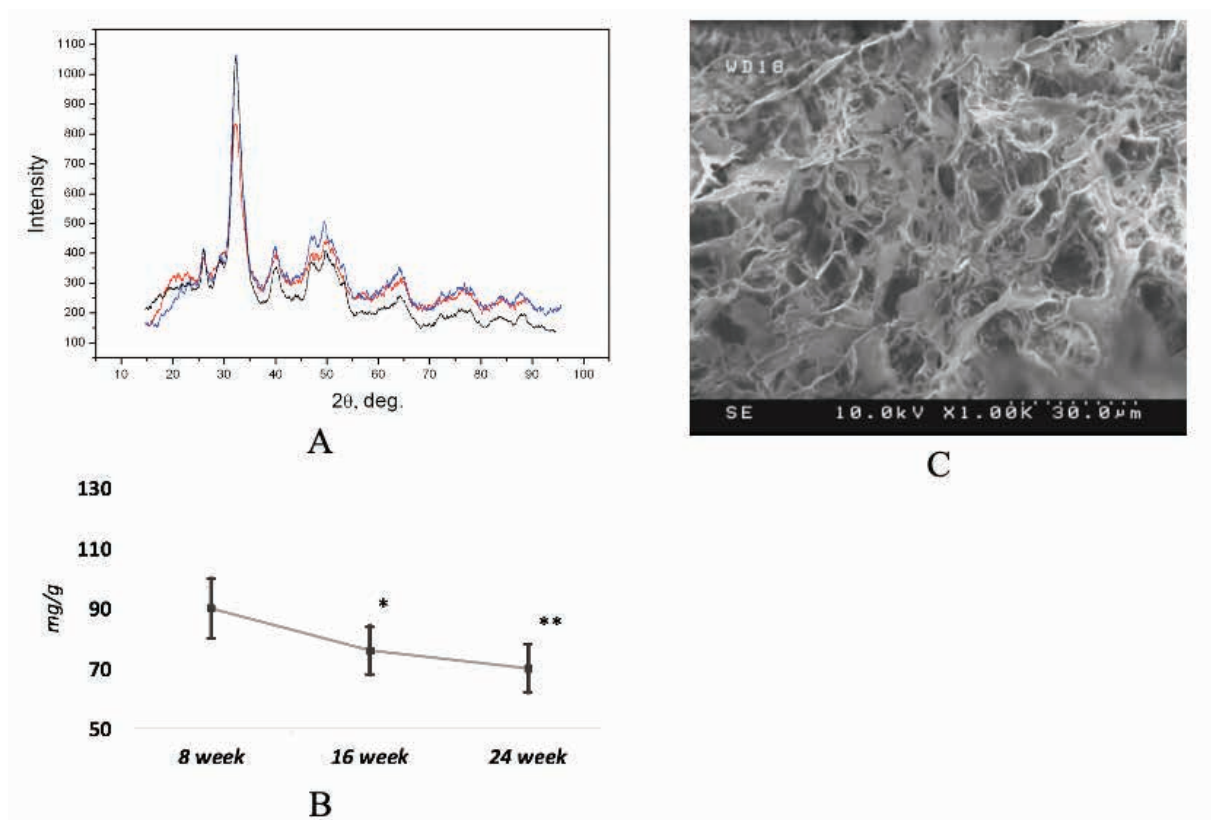 1100
1000
900
800
700
600
500
400
300
200
100
Intensity
10 20 30 40 50 60 70 80 90 100
2θ, deg.
A
WD18
SE 10.0kV X1.00K 30.0μm
C
130
110
90
70
50
mg/g
*
**
8 week 16 week 24 week
B